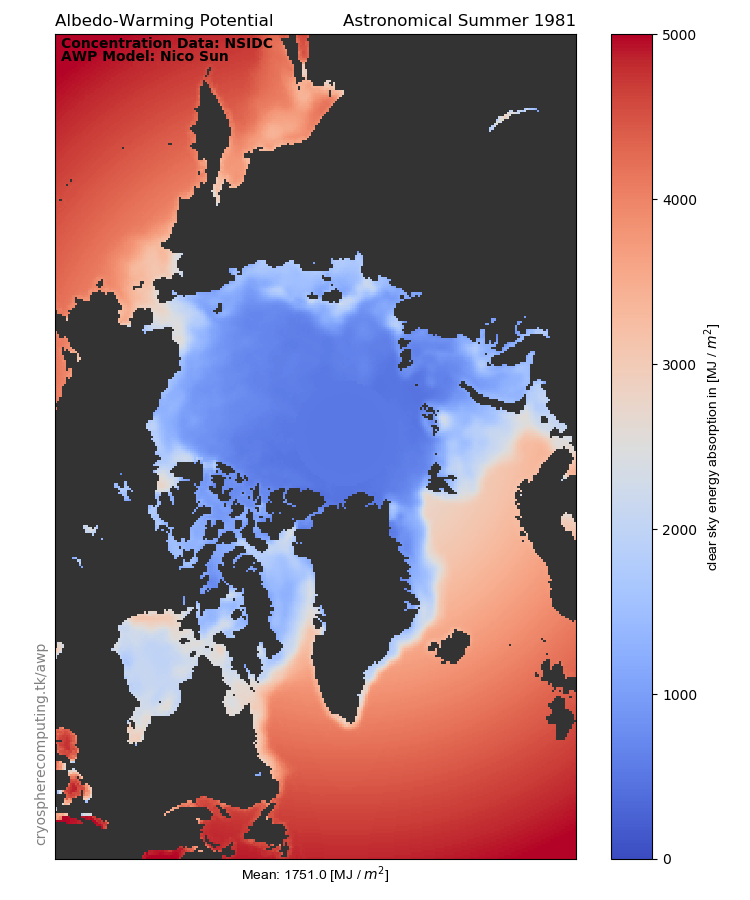 Albedo-Warming Potential
Astronomical Summer 1981
Concentration Data: NSIDC
AWP Model: Nico Sun
5000
4000
3000
2000
1000
0
clear sky energy absorption in [MJ / m²]
cryospherecomputing.tk/awp
Mean: 1751.0 [MJ / m²]